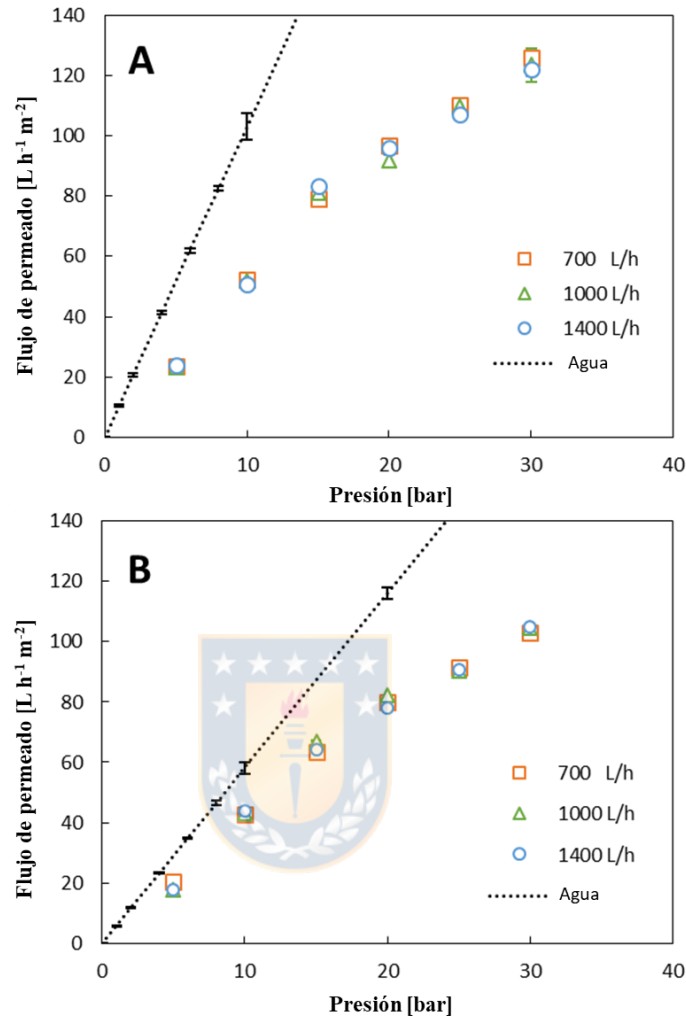 140
A
120
100
80
60
40
20
0
Flujo de permeado [L h⁻¹ m⁻²]
700 L/h
1000 L/h
1400 L/h
Agua
0 10 20 30 40
Presión [bar]
140
B
120
100
80
60
40
20
0
Flujo de permeado [L h⁻¹ m⁻²]
700 L/h
1000 L/h
1400 L/h
Agua
0 10 20 30 40
Presión [bar]